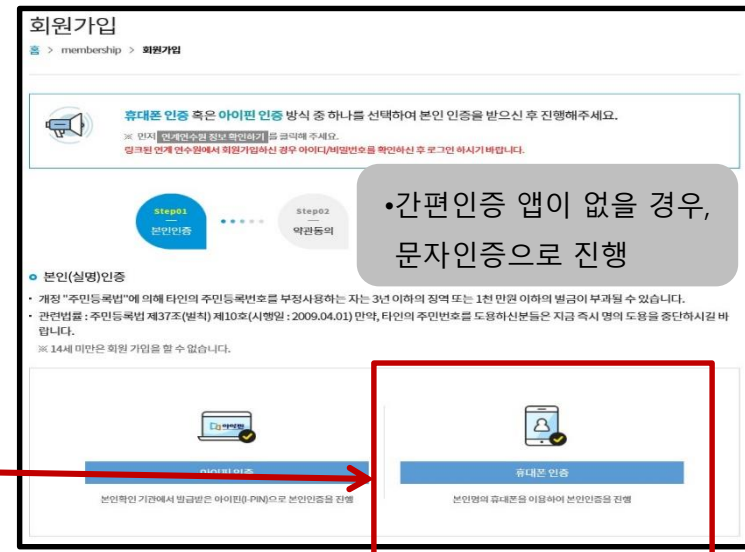 회원가입
홈 > membership > 회원가입
휴대폰 인증 혹은 아이핀 인증 방식 중 하나를 선택하여 본인 인증을 받으신 후 진행해주세요.
※ 먼저 연계연수원 정보 확인하기 를 클릭해 주세요.
링크된 연계 연수원에서 회원가입하신 경우 아이디/비밀번호를 확인하신 후 로그인 하시기 바랍니다.
Step01
본인인증
Step02
약관동의
•간편인증 앱이 없을 경우,
문자인증으로 진행
본인(실명)인증
· 개정 "주민등록법"에 의해 타인의 주민등록번호를 부정사용하는 자는 3년 이하의 징역 또는 1천 만원 이하의 벌금이 부과될 수 있습니다.
· 관련법률 : 주민등록법 제37조(벌칙) 제10호(시행일 : 2009.04.01) 만약, 타인의 주민번호를 도용하신분들은 지금 즉시 명의 도용을 중단하시길 바
랍니다.
※ 14세 미만은 회원 가입을 할 수 없습니다.
아이핀
아이핀 인증
본인확인 기관에서 발급받은 아이핀(I-PIN)으로 본인인증을 진행
휴대폰 인증
본인명의 휴대폰을 이용하여 본인인증을 진행